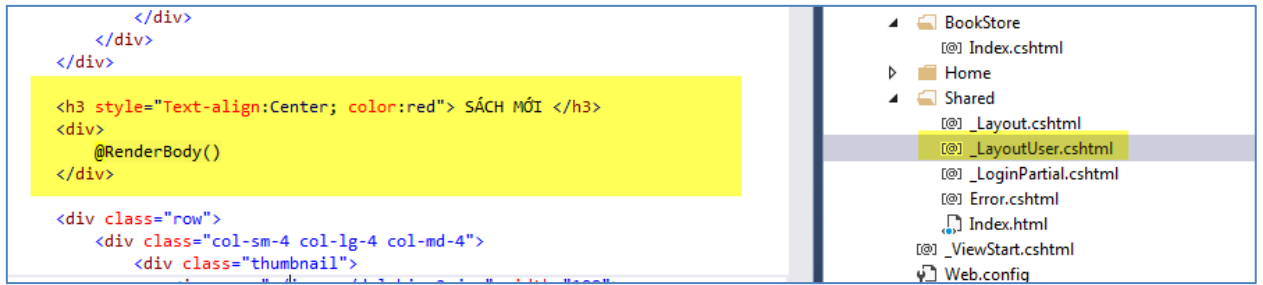 </div>
</div>
</div>
<h3 style="Text-align:Center; color:red"> SÁCH MỚI </h3>
<div>
@RenderBody()
</div>
<div class="row">
<div class="col-sm-4 col-lg-4 col-md-4">
<div class="thumbnail">
BookStore
[@] Index.cshtml
Home
Shared
[@] _Layout.cshtml
[@] _LayoutUser.cshtml
[@] _LoginPartial.cshtml
[@] Error.cshtml
Index.html
[@] _ViewStart.cshtml
Web.config